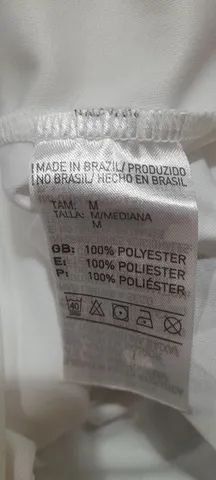 MADE IN BRAZIL/ PRODUZIDO
NO BRASIL/ HECHO EN BRASIL
TAM: M
TALLA: M/MEDIANA
M
GB: 100% POLYESTER
E: 100% POLIESTER
P: 100% POLIÉSTER
40